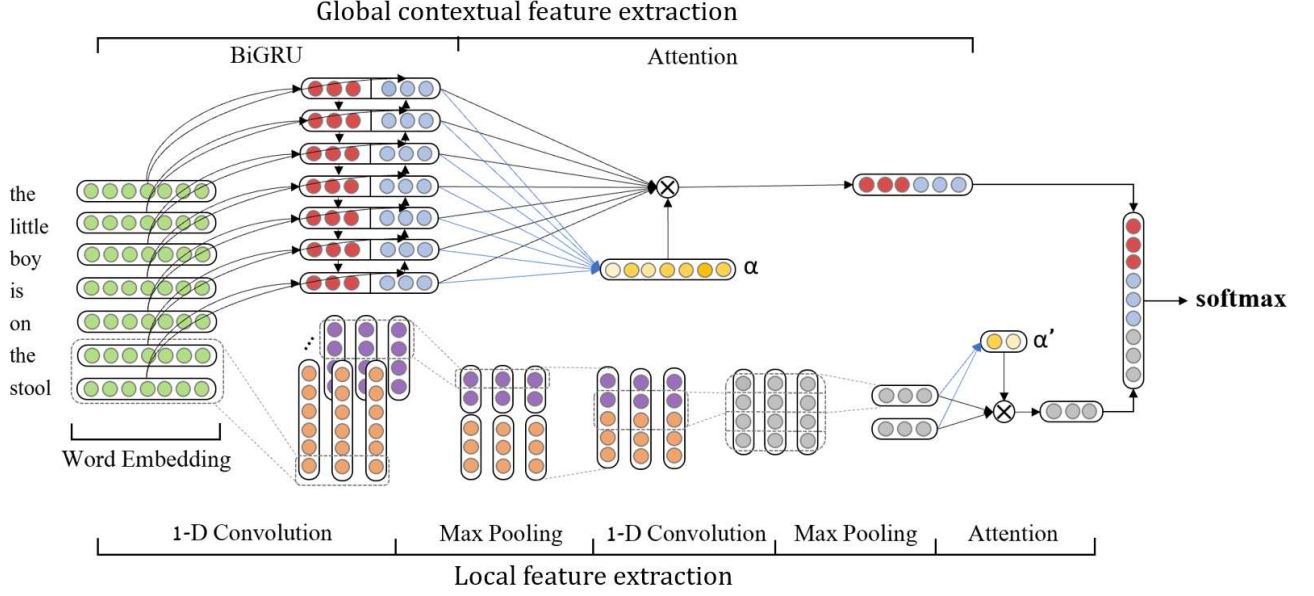 Global contextual feature extraction
BiGRU
Attention
the
little
boy
is
on
the
stool
α
softmax
...
α'
Word Embedding
1-D Convolution
Max Pooling
1-D Convolution
Max Pooling
Attention
Local feature extraction